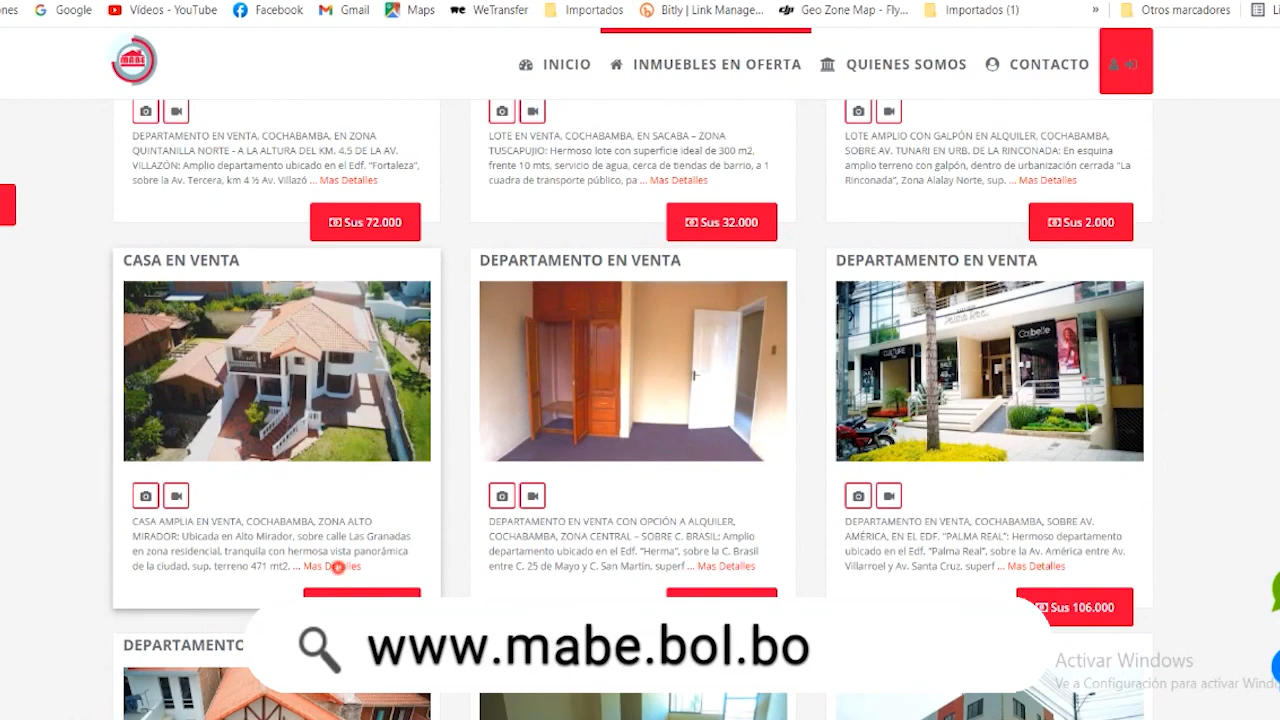 ones
Google
Vídeos - YouTube
Facebook
Gmail
Maps
WeTransfer
Importados
Bitly | Link Manage...
Geo Zone Map - Fly...
Importados (1)
»
Otros marcadores
MABE
INICIO
INMUEBLES EN OFERTA
QUIENES SOMOS
CONTACTO
DEPARTAMENTO EN VENTA, COCHABAMBA, EN ZONA
QUINTANILLA NORTE - A LA ALTURA DEL KM. 4.5 DE LA AV.
VILLAZÓN: Amplio departamento ubicado en el Edf. "Fortaleza",
sobre la Av. Tercera, km 4 ½ Av. Villazó ... Mas Detalles
Sus 72.000
LOTE EN VENTA, COCHABAMBA, EN SACABA – ZONA
TUSCAPUJIO: Hermoso lote con superficie ideal de 300 m2,
frente 10 mts, servicio de agua, cerca de tiendas de barrio, a 1
cuadra de transporte público, pa ... Mas Detalles
Sus 32.000
LOTE AMPLIO CON GALPÓN EN ALQUILER, COCHABAMBA,
SOBRE AV. TUNARI EN URB. DE LA RINCONADA: En esquina
amplio terreno con galpón, dentro de urbanización cerrada "La
Rinconada", Zona Alalay Norte, sup. ... Mas Detalles
Sus 2.000
CASA EN VENTA
CASA AMPLIA EN VENTA, COCHABAMBA, ZONA ALTO
MIRADOR: Ubicada en Alto Mirador, sobre calle Las Granadas
en zona residencial, tranquila con hermosa vista panorámica
de la ciudad, sup. terreno 471 mt2, ... Mas Detalles
DEPARTAMENTO EN VENTA
DEPARTAMENTO EN VENTA CON OPCIÓN A ALQUILER,
COCHABAMBA, ZONA CENTRAL – SOBRE C. BRASIL: Amplio
departamento ubicado en el Edf. "Herma", sobre la C. Brasil
entre C. 25 de Mayo y C. San Martin, superf ... Mas Detalles
DEPARTAMENTO EN VENTA
CULTURE
Calbelle
DEPARTAMENTO EN VENTA, COCHABAMBA, SOBRE AV.
AMÉRICA, EN EL EDF. "PALMA REAL": Hermoso departamento
ubicado en el Edf. "Palma Real", sobre la Av. América entre Av.
Villarroel y Av. Santa Cruz, superf ... Mas Detalles
Sus 106.000
DEPARTAMENTO
www.mabe.bol.bo
Activar Windows
Ve a Configuración para activar Windo